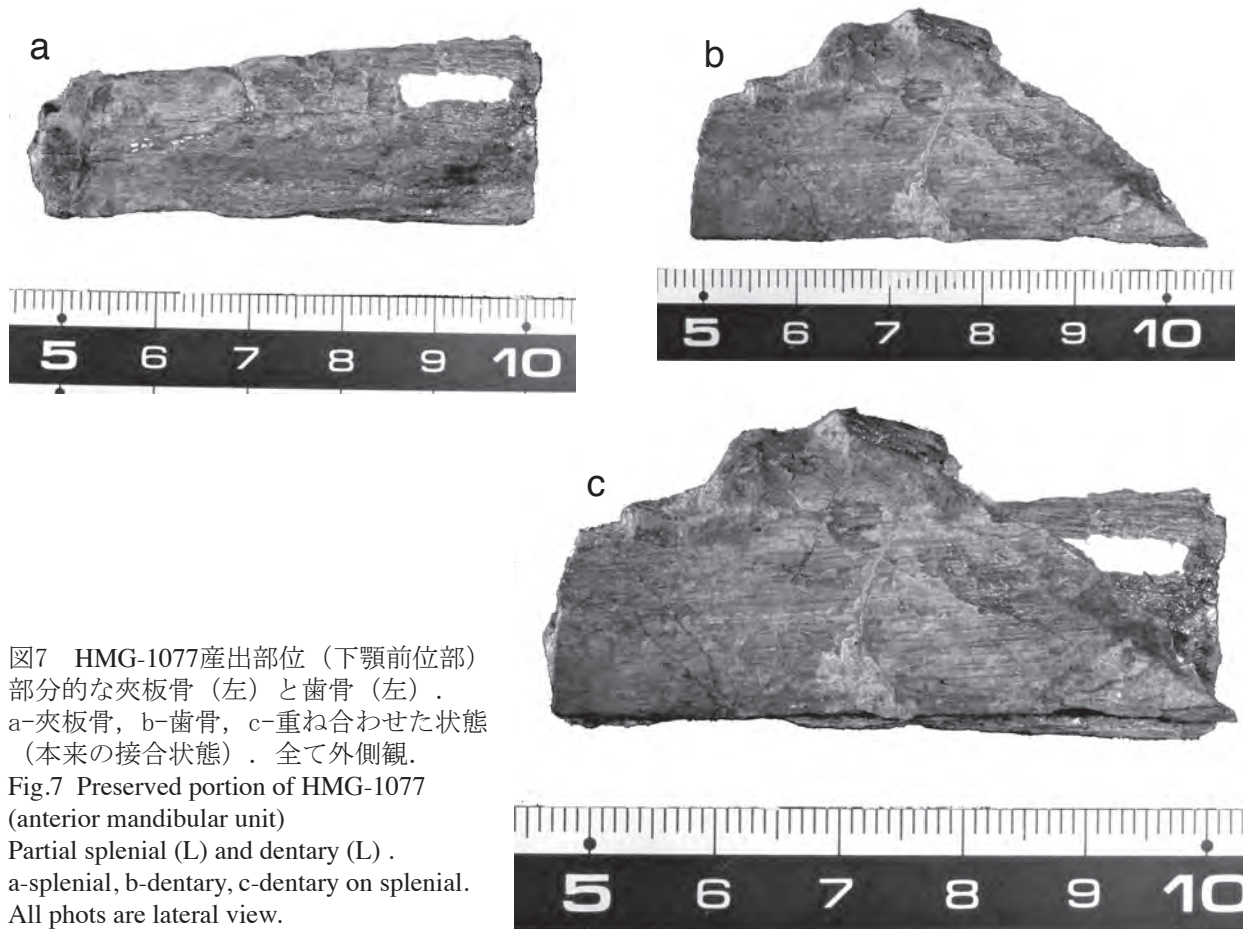 a
b
5 6 7 8 9 10
5 6 7 8 9 10
c
図7 HMG-1077産出部位（下顎前位部）
部分的な夾板骨（左）と歯骨（左）．
a-夾板骨，b-歯骨，c-重ね合わせた状態
（本来の接合状態）．全て外側観．
Fig.7 Preserved portion of HMG-1077
(anterior mandibular unit)
Partial splenial (L) and dentary (L) .
a-splenial, b-dentary, c-dentary on splenial.
All phots are lateral view.
5 6 7 8 9 10